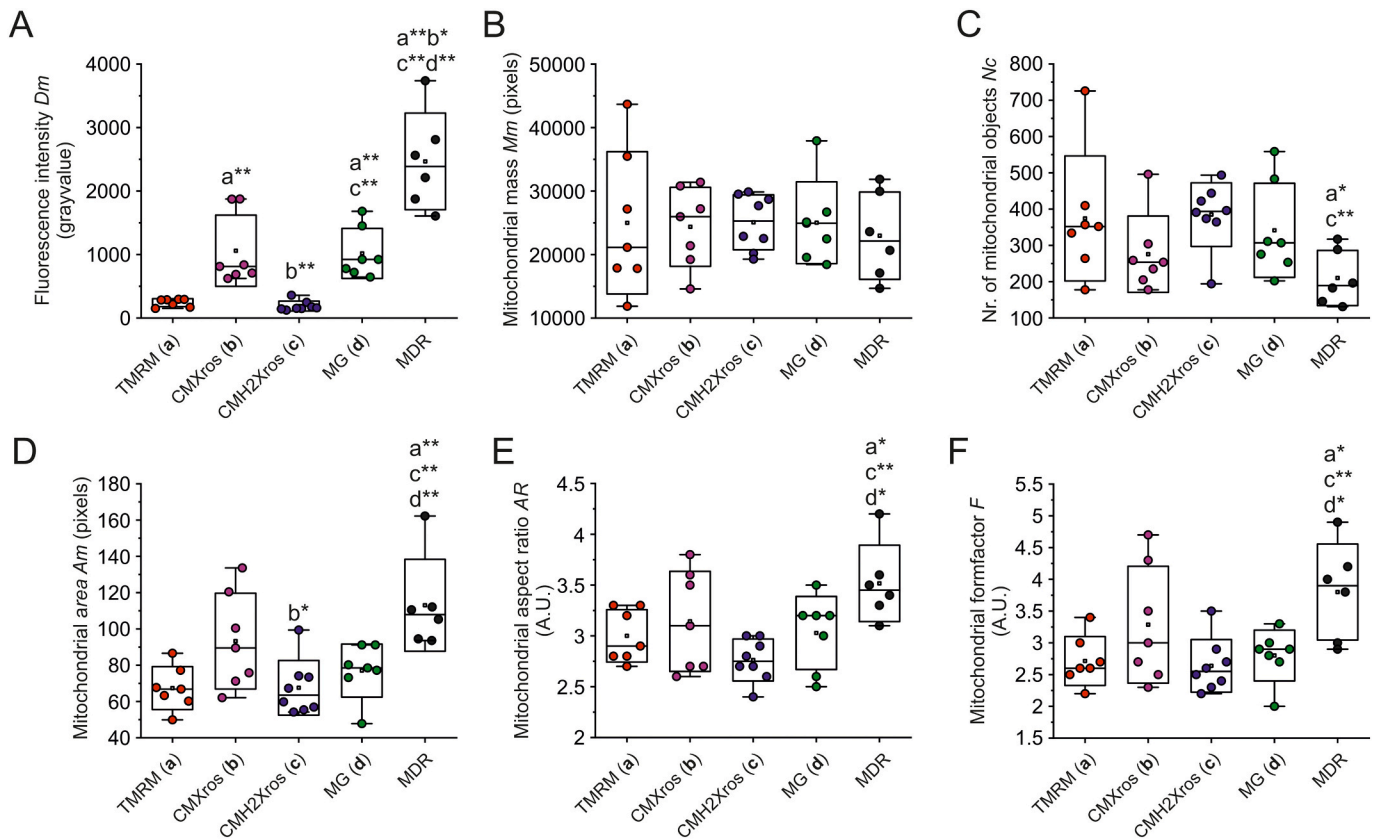 A
Fluorescence intensity Dm
(grayvalue)
4000
3000
2000
1000
0
a**
b**
a**
c**
a**b*
c**d**
TMRM (a)
CMXros (b)
CMH2Xros (c)
MG (d)
MDR
B
Mitochondrial mass Mm (pixels)
50000
40000
30000
20000
10000
TMRM (a)
CMXros (b)
CMH2Xros (c)
MG (d)
MDR
C
Nr. of mitochondrial objects Nc
800
700
600
500
400
300
200
100
a*
c**
TMRM (a)
CMXros (b)
CMH2Xros (c)
MG (d)
MDR
D
Mitochondrial area Am (pixels)
180
160
140
120
100
80
60
40
b*
a**
c**
d**
TMRM (a)
CMXros (b)
CMH2Xros (c)
MG (d)
MDR
E
Mitochondrial aspect ratio AR
(A.U.)
4.5
4
3.5
3
2.5
2
a*
c**
d*
TMRM (a)
CMXros (b)
CMH2Xros (c)
MG (d)
MDR
F
Mitochondrial formfactor F
(A.U.)
5.5
5
4.5
4
3.5
3
2.5
2
1.5
a*
c**
d*
TMRM (a)
CMXros (b)
CMH2Xros (c)
MG (d)
MDR